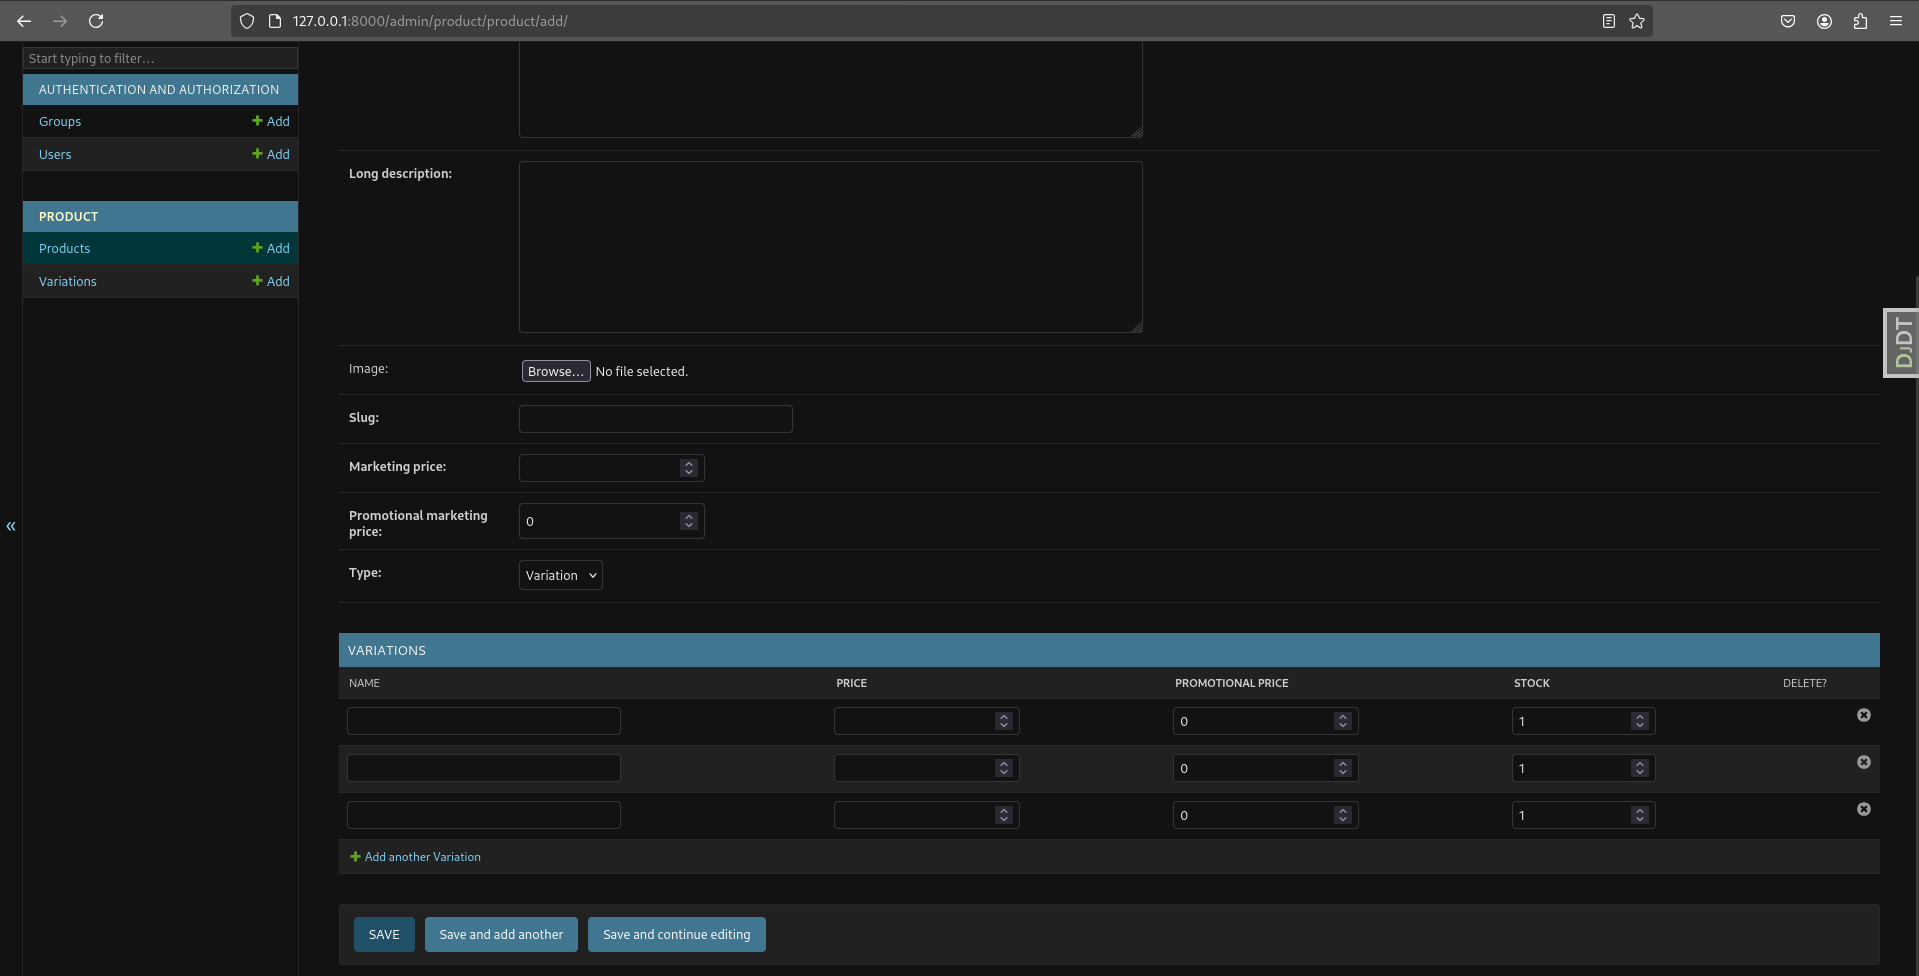 127.0.0.1:8000/admin/product/product/add/
Start typing to filter…
AUTHENTICATION AND AUTHORIZATION
Groups + Add
Users + Add
PRODUCT
Products + Add
Variations + Add
«
Long description:
Image: Browse… No file selected.
Slug:
Marketing price:
Promotional marketing
price:
0
Type: Variation
DJDT
VARIATIONS
NAME PRICE PROMOTIONAL PRICE STOCK DELETE?
0 1
0 1
0 1
+ Add another Variation
SAVE Save and add another Save and continue editing